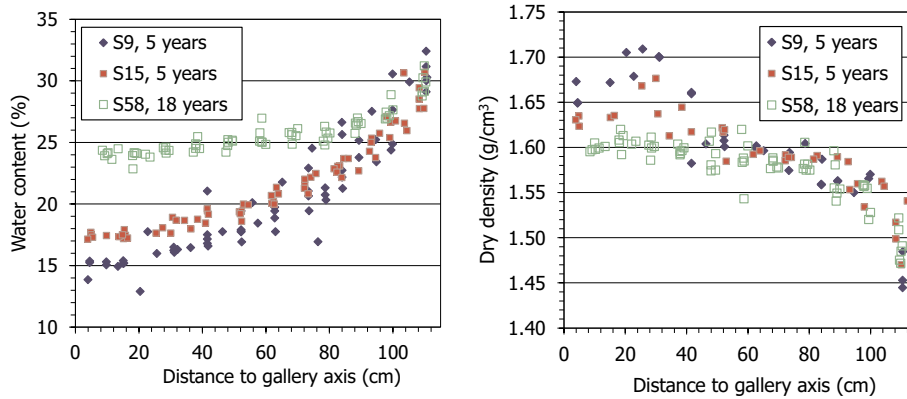 35
30
25
20
15
10
Water content (%)
S9, 5 years
S15, 5 years
S58, 18 years
0 20 40 60 80 100
Distance to gallery axis (cm)
1.70
1.65
1.60
1.55
1.50
1.45
1.40
Dry density (g/cm³)
S9, 5 years
S15, 5 years
S58, 18 years
0 20 40 60 80 100
Distance to gallery axis (cm)